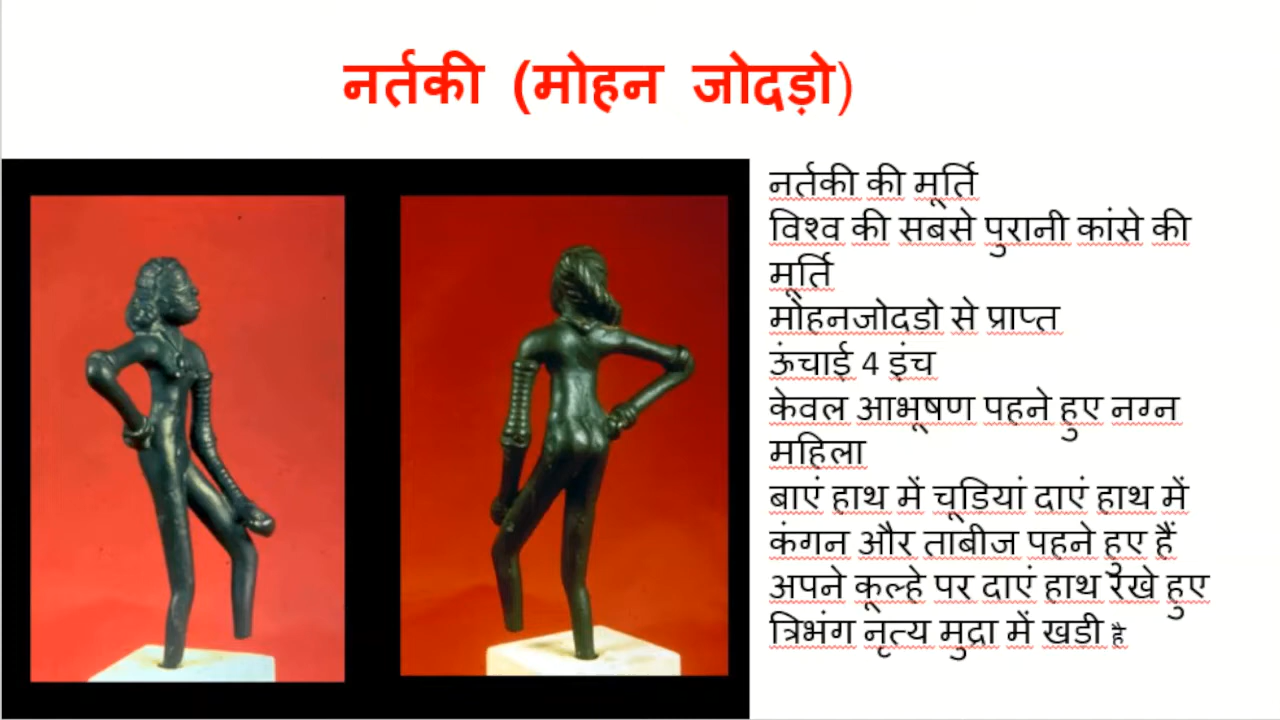 नर्तकी (मोहन जोदड़ो)
नर्तकी की मूर्ति
विश्व की सबसे पुरानी कांसे की
मूर्ति
मोहनजोदडो से प्राप्त
ऊंचाई 4 इंच
केवल आभूषण पहने हुए नग्न
महिला
बाएं हाथ में चूडियां दाएं हाथ में
कंगन और ताबीज पहने हुए हैं
अपने कूल्हे पर दाएं हाथ रखे हुए
त्रिभंग नृत्य मुद्रा में खडी है